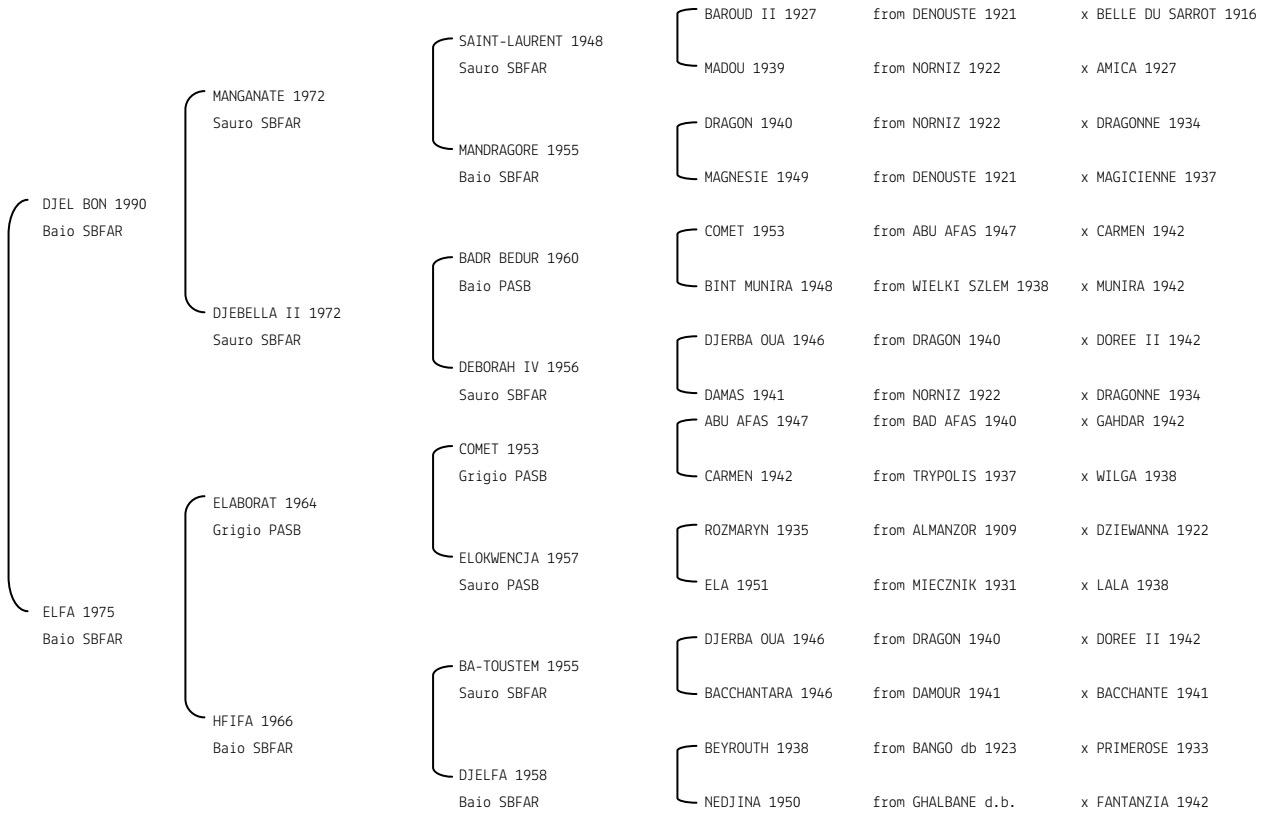 BAROUD II 1927 from DENOUSTE 1921 x BELLE DU SARROT 1916
SAINT-LAURENT 1948
Sauro SBFAR MADOU 1939 from NORNIZ 1922 x AMICA 1927
MANGANATE 1972
Sauro SBFAR DRAGON 1940 from NORNIZ 1922 x DRAGONNE 1934
MANDRAGORE 1955
Baio SBFAR MAGNESIE 1949 from DENOUSTE 1921 x MAGICIENNE 1937
DJEL BON 1990
Baio SBFAR COMET 1953 from ABU AFAS 1947 x CARMEN 1942
BADR BEDUR 1960
Baio PASB BINT MUNIRA 1948 from WIELKI SZLEM 1938 x MUNIRA 1942
DJEBELLA II 1972
Sauro SBFAR DJERBA OUA 1946 from DRAGON 1940 x DOREE II 1942
DEBORAH IV 1956
Sauro SBFAR DAMAS 1941 from NORNIZ 1922 x DRAGONNE 1934
ABU AFAS 1947 from BAD AFAS 1940 x GAHDAR 1942
COMET 1953
Grigio PASB CARMEN 1942 from TRYPOLIS 1937 x WILGA 1938
ELABORAT 1964
Grigio PASB ROZMARYN 1935 from ALMANZOR 1909 x DZIEWANNA 1922
ELOKWENCJA 1957
Sauro PASB ELA 1951 from MIECZNIK 1931 x LALA 1938
ELFA 1975
Baio SBFAR DJERBA OUA 1946 from DRAGON 1940 x DOREE II 1942
BA-TOUSTEM 1955
Sauro SBFAR BACCHANTARA 1946 from DAMOUR 1941 x BACCHANTE 1941
HFIFA 1966
Baio SBFAR BEYROUTH 1938 from BANGO db 1923 x PRIMEROSE 1933
DJELFA 1958
Baio SBFAR NEDJINA 1950 from GHALBANE d.b. x FANTANZIA 1942